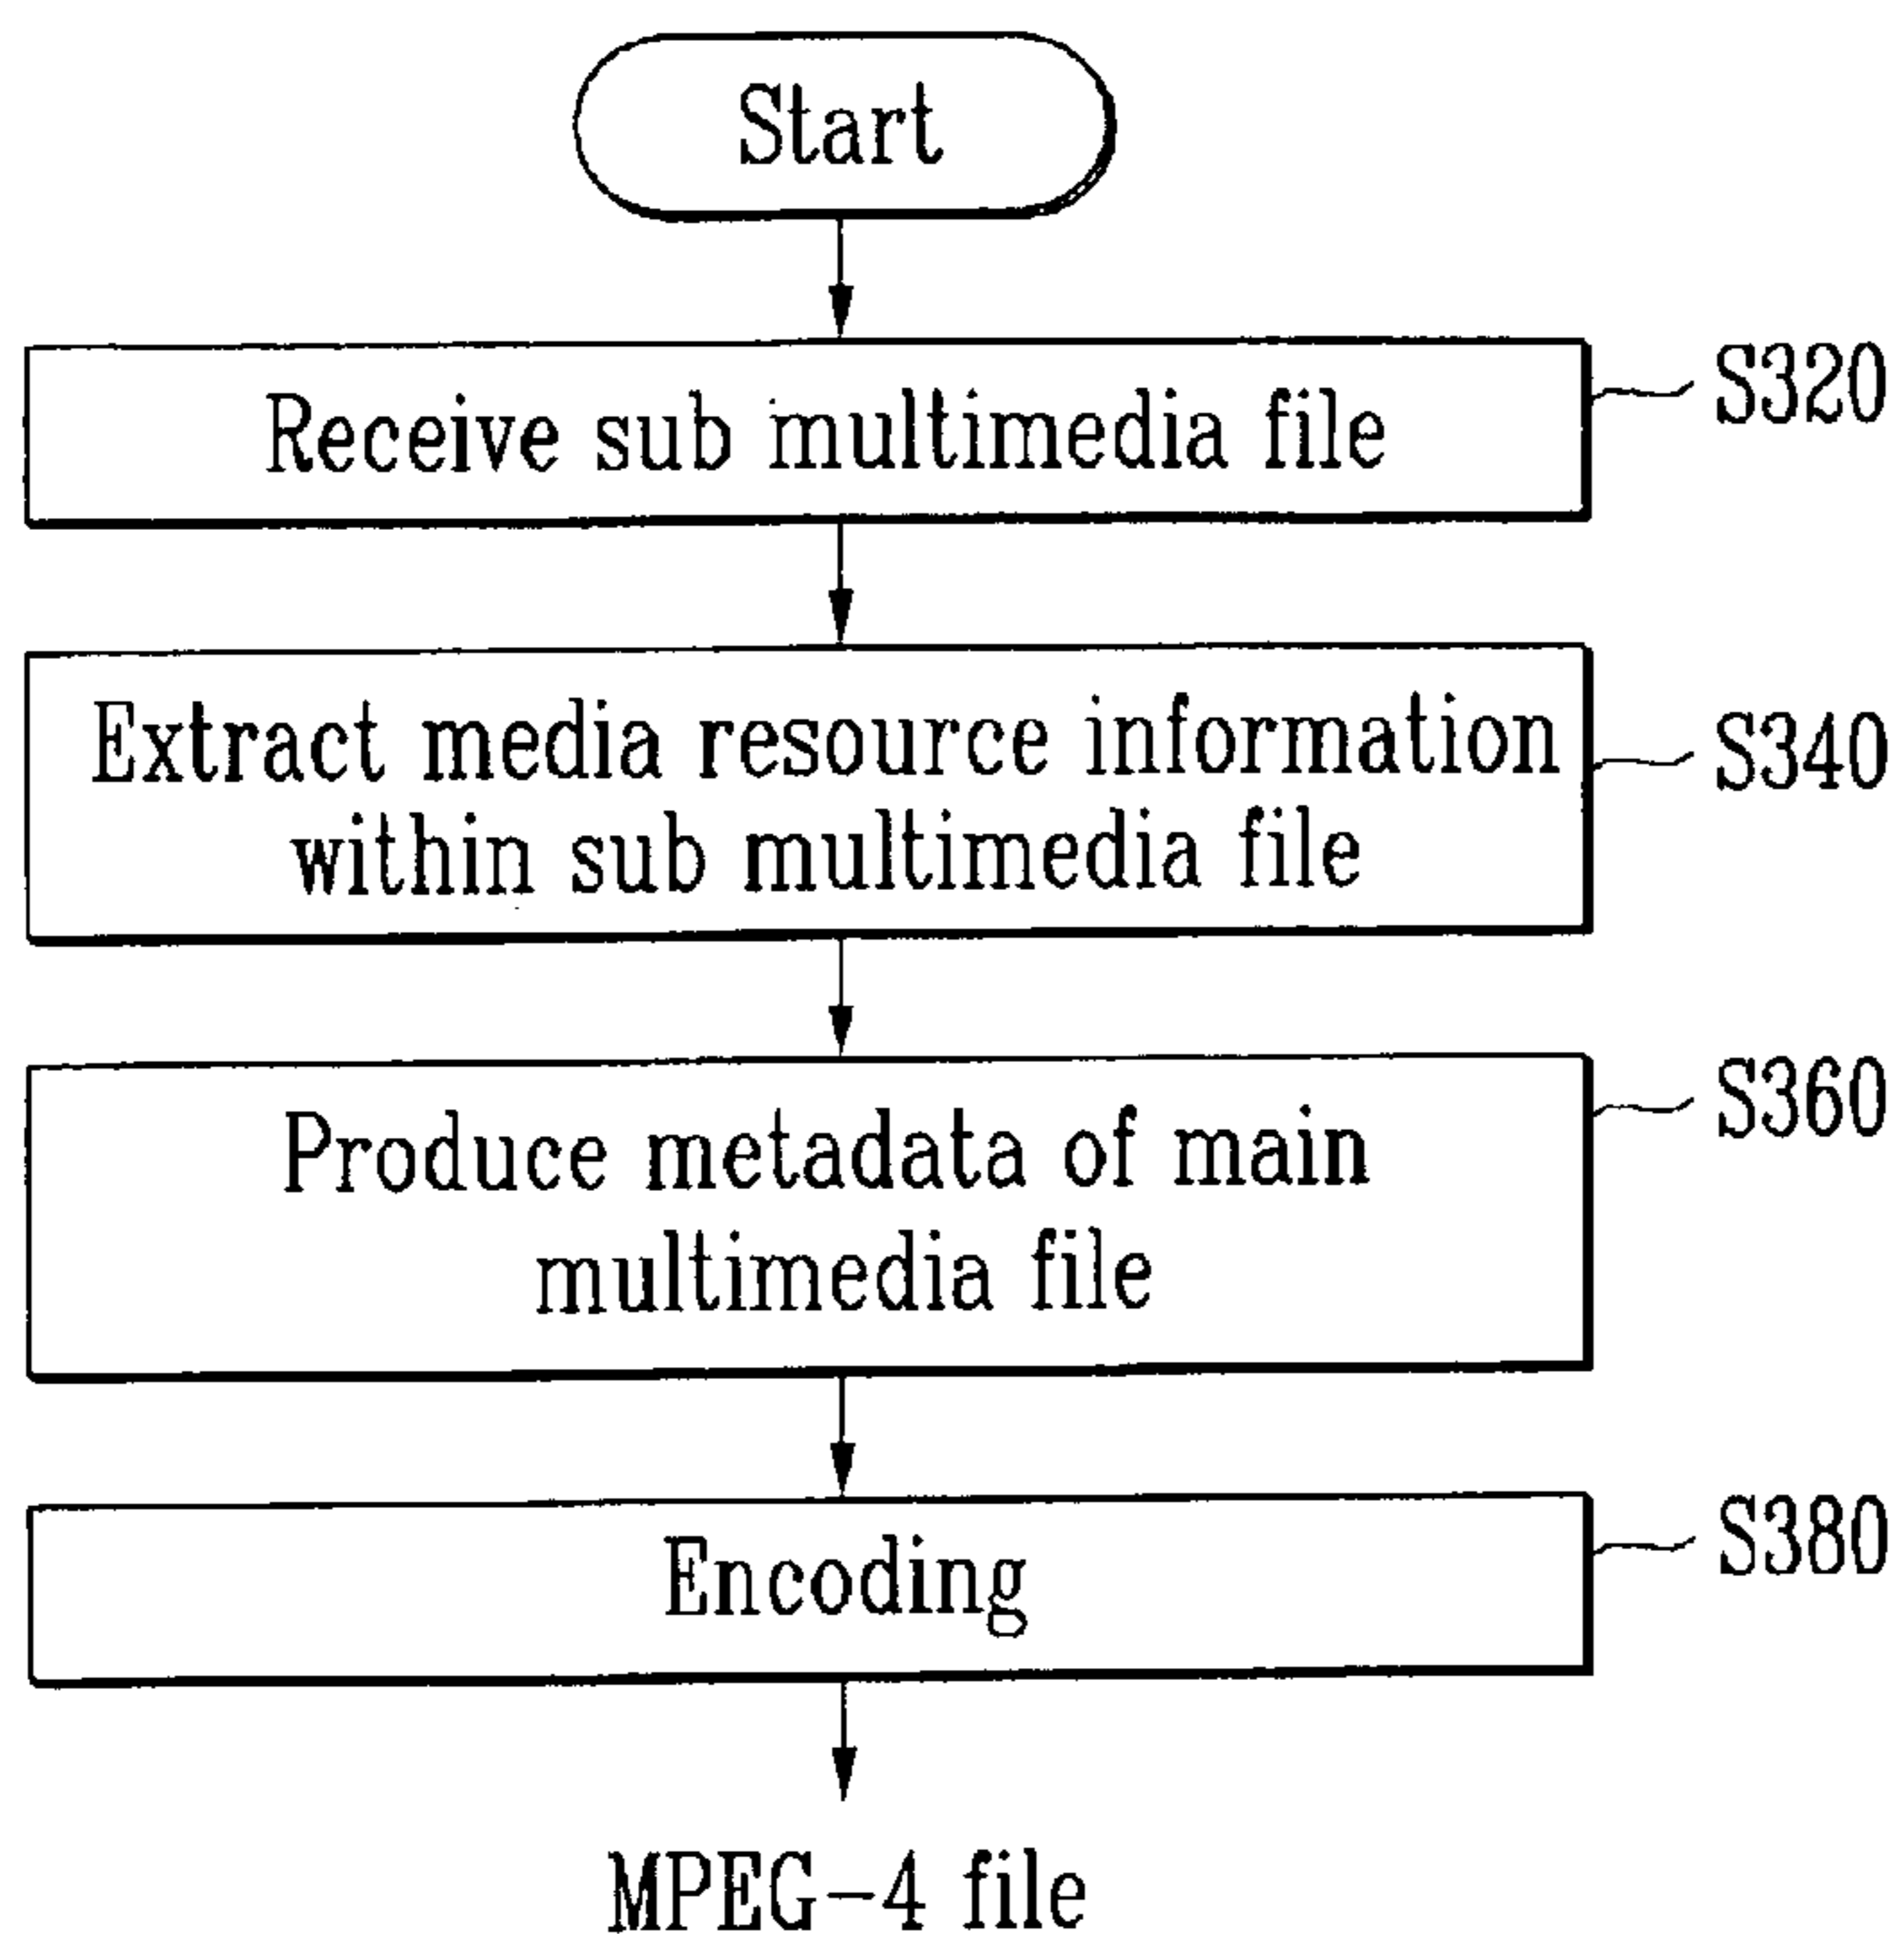 Start
Receive sub multimedia file
S320
Extract media resource information
within sub multimedia file
S340
Produce metadata of main
multimedia file
S360
Encoding
S380
MPEG-4 file